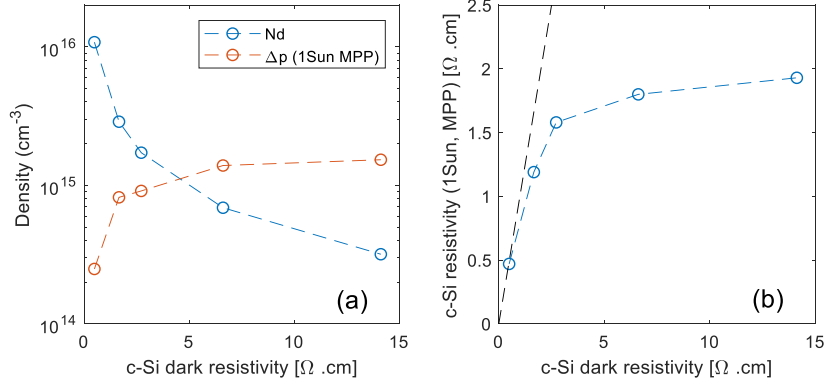 10^16
10^15
10^14
Density (cm^-3)
Nd
Δp (1Sun MPP)
(a)
0
5
10
15
c-Si dark resistivity [Ω .cm]
2.5
2
1.5
1
0.5
0
c-Si resistivity (1Sun, MPP) [Ω .cm]
(b)
0
5
10
15
c-Si dark resistivity [Ω .cm]